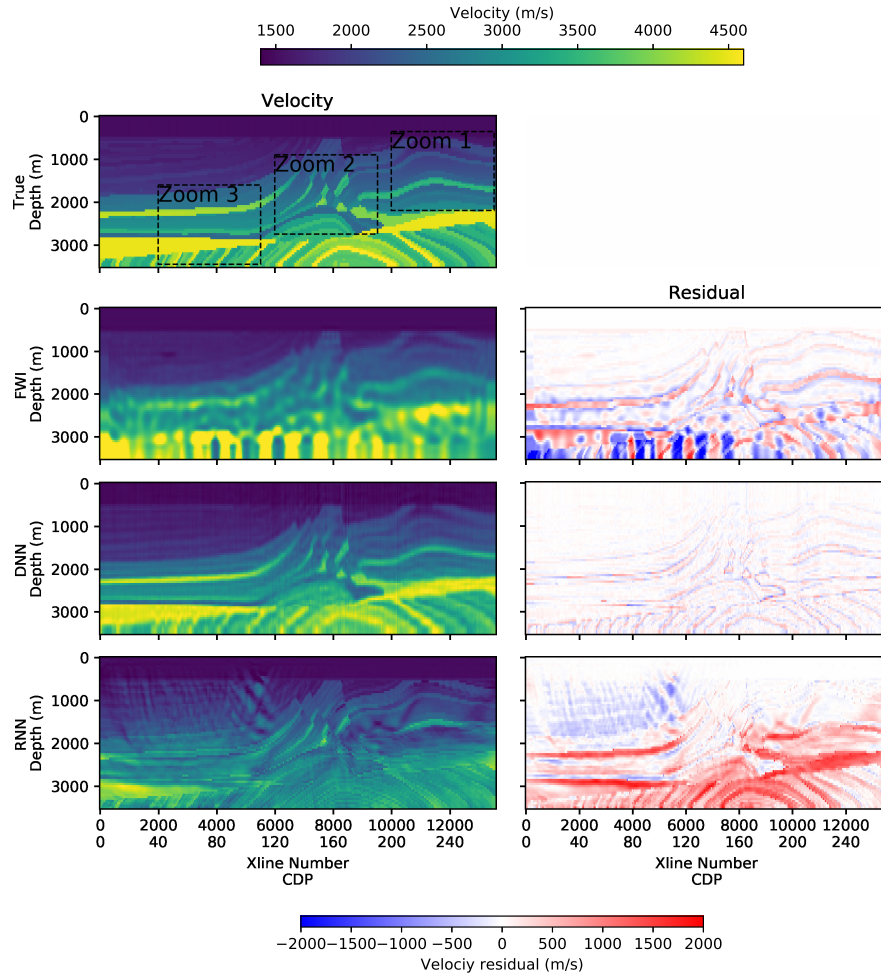 Velocity (m/s)
1500 2000 2500 3000 3500 4000 4500
Velocity
True
Depth (m)
0
1000
2000
3000
Zoom 1
Zoom 2
Zoom 3
Residual
FWI
Depth (m)
0
1000
2000
3000
DNN
Depth (m)
0
1000
2000
3000
RNN
Depth (m)
0
1000
2000
3000
0 2000 4000 6000 8000 10000 12000
0 40 80 120 160 200 240
Xline Number
CDP
0 2000 4000 6000 8000 10000 12000
0 40 80 120 160 200 240
Xline Number
CDP
−2000 −1500 −1000 −500 0 500 1000 1500 2000
Velociy residual (m/s)